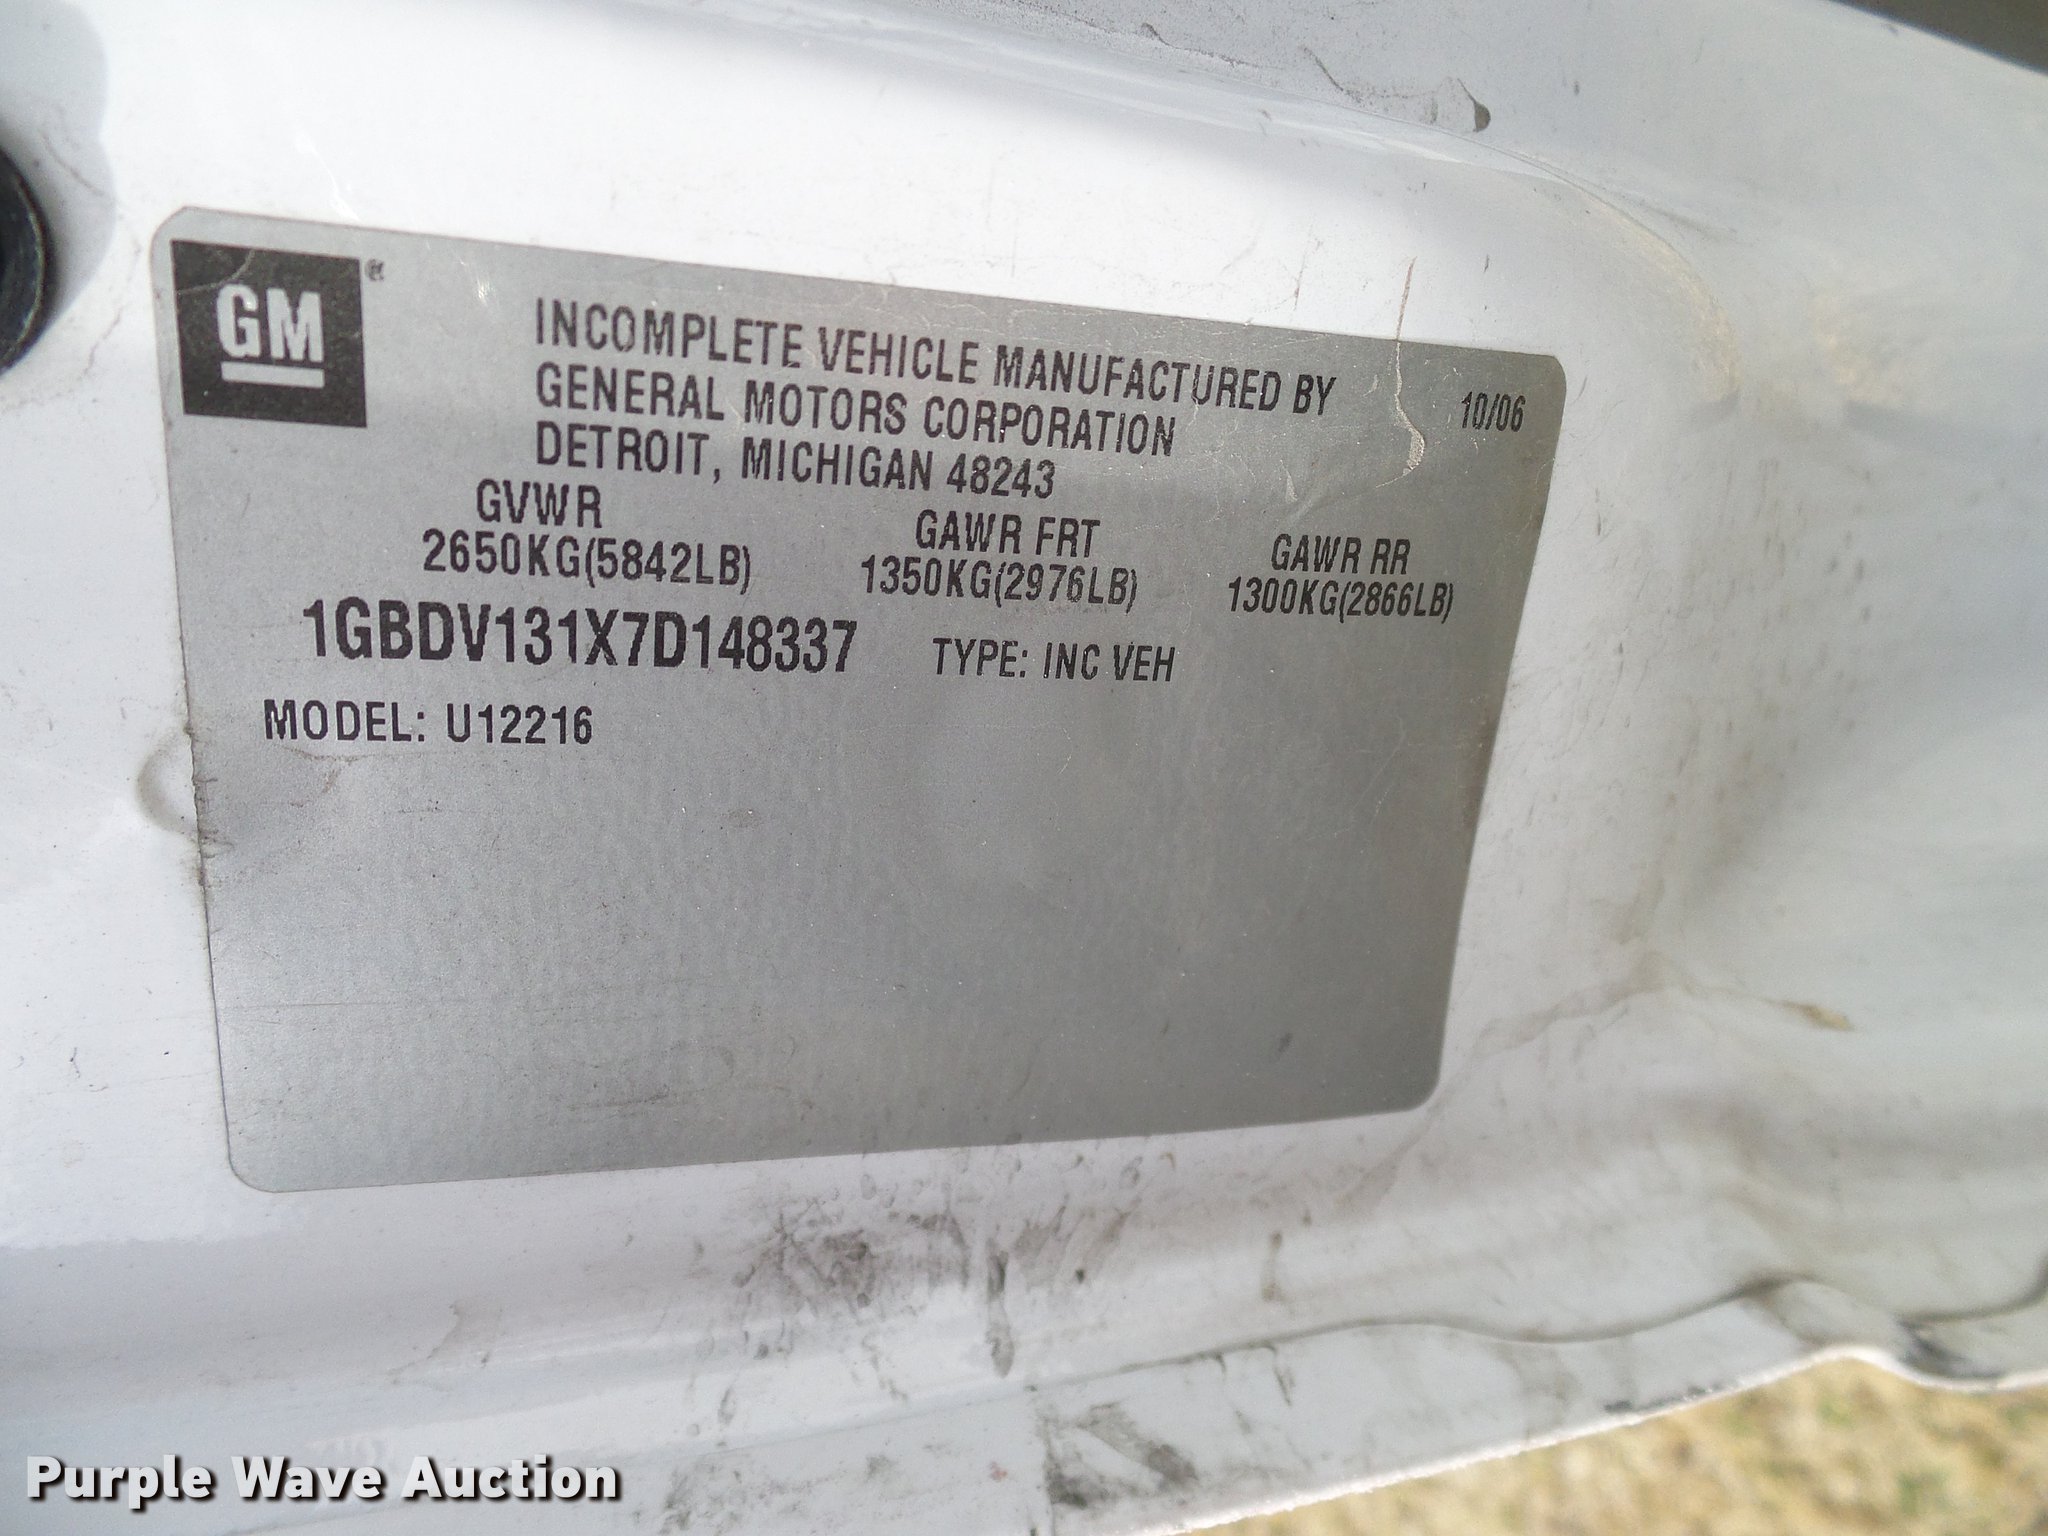 GM®
INCOMPLETE VEHICLE MANUFACTURED BY
GENERAL MOTORS CORPORATION
DETROIT, MICHIGAN 48243
10/06
GVWR
2650KG(5842LB)
GAWR FRT
1350KG(2976LB)
GAWR RR
1300KG(2866LB)
1GBDV131X7D148337 TYPE: INC VEH
MODEL: U12216
Purple Wave Auction